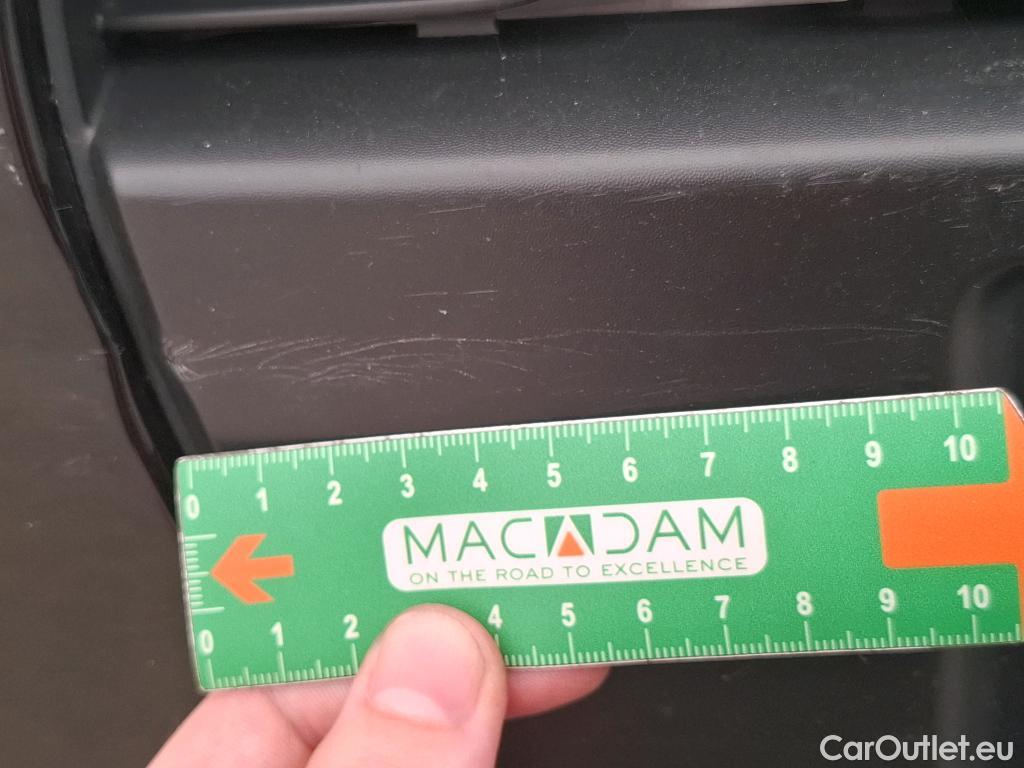 0 1 2 3 4 5 6 7 8 9 10
MACADAM
ON THE ROAD TO EXCELLENCE
0 1 2 4 5 6 7 8 9 10
CarOutlet.eu